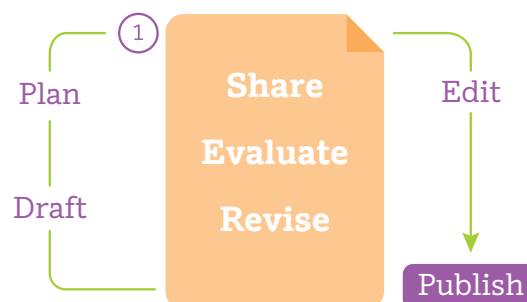 1
Plan
Draft
Share
Evaluate
Revise
Edit
Publish